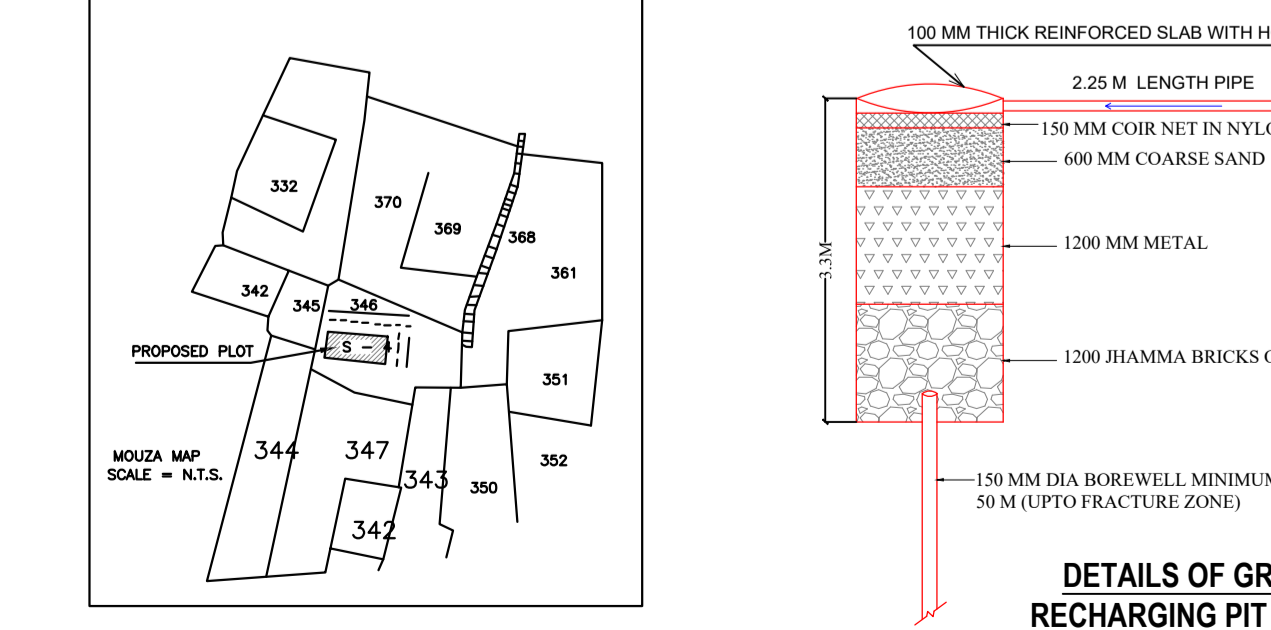 332
370
369
368
361
342
345
346
PROPOSED PLOT
S - 4
351
344
347
343
350
352
342
MOUZA MAP
SCALE = N.T.S.
100 MM THICK REINFORCED SLAB WITH H
2.25 M LENGTH PIPE
150 MM COIR NET IN NYLO
600 MM COARSE SAND
1200 MM METAL
3.3M
1200 JHAMMA BRICKS
150 MM DIA BOREWELL MINIMUM
50 M (UPTO FRACTURE ZONE)
DETAILS OF GR
RECHARGING PIT